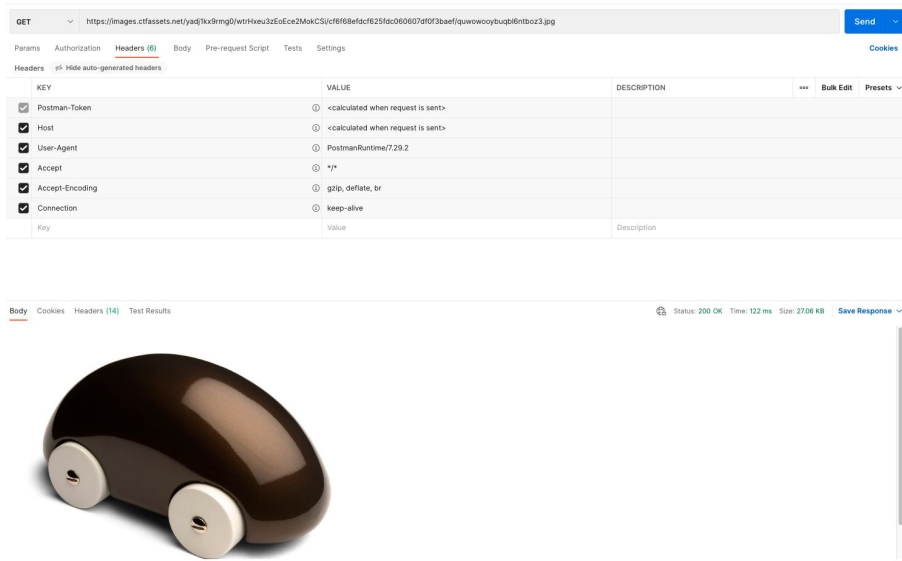 GET https://images.ctfassets.net/yadj1kx9rmg0/wtrHxeu3zEoEce2MokCSi/cf6f68efdcf625fdc060607df0f3baef/quwowooybuqbl6ntboz3.jpg Send
Params Authorization Headers (6) Body Pre-request Script Tests Settings Cookies
Headers Hide auto-generated headers
KEY VALUE DESCRIPTION Bulk Edit Presets
Postman-Token <calculated when request is sent>
Host <calculated when request is sent>
User-Agent PostmanRuntime/7.29.2
Accept */*
Accept-Encoding gzip, deflate, br
Connection keep-alive
Key Value Description
Body Cookies Headers (14) Test Results Status: 200 OK Time: 122 ms Size: 27.06 KB Save Response